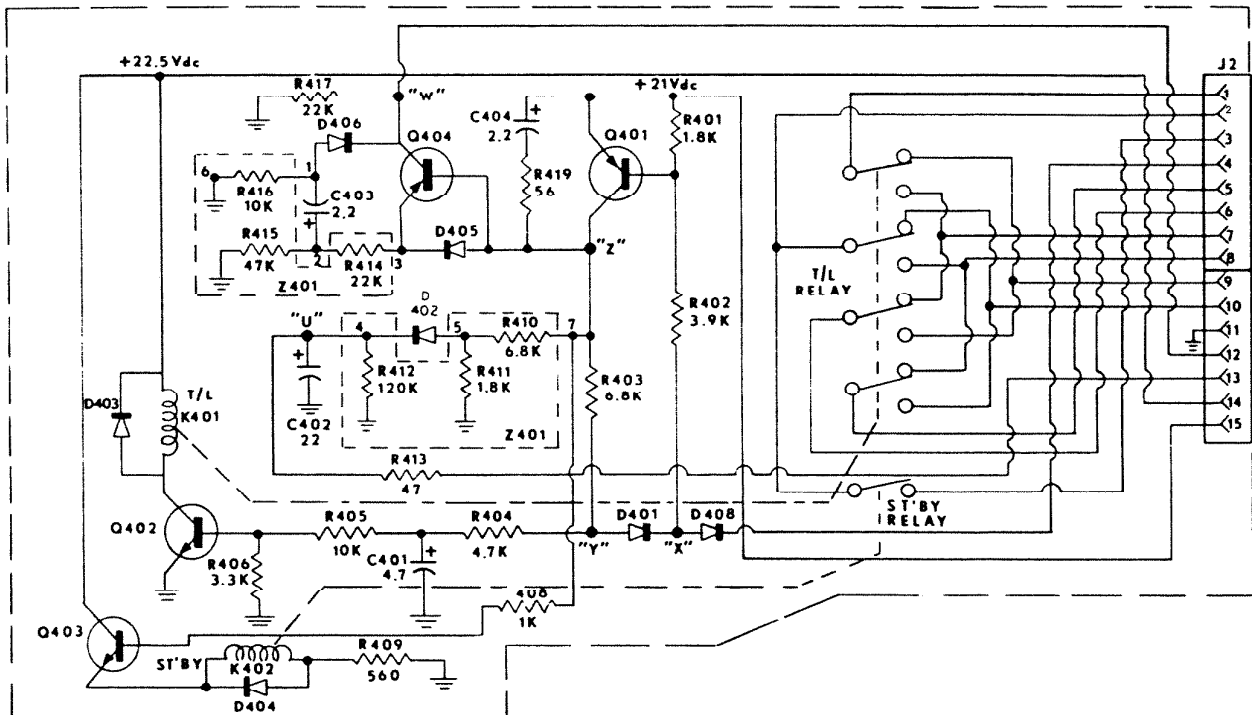 J2
+22.5Vdc
R417
22K
"W"
D406
Q404
C404
2.2
+
+21Vdc
R401
1.8K
Q401
R419
56
6
R416
10K
1
C403
2.2
+
R415
47K
2
R414
22K
3
D405
"Z"
Z401
"U"
4
D
402
5
R410
6.8K
7
R402
3.9K
+
R412
120K
R411
1.8K
R403
6.8K
C402
22
Z401
D403
T/L
K401
R413
47
T/L
RELAY
ST'BY
RELAY
Q402
R405
10K
R404
4.7K
"Y"
D401
"X"
D408
R406
3.3K
C401
4.7
+
408
1K
Q403
ST'BY
K402
R409
560
D404
1
2
3
4
5
6
7
8
9
10
11
12
13
14
15